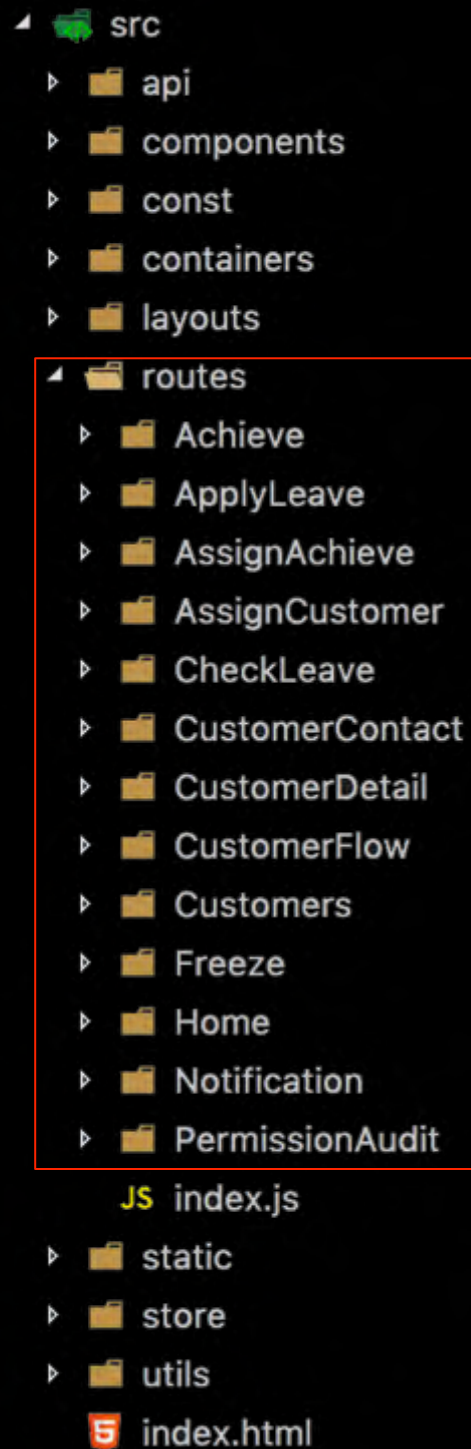 src
api
components
const
containers
layouts
routes
Achieve
ApplyLeave
AssignAchieve
AssignCustomer
CheckLeave
CustomerContact
CustomerDetail
CustomerFlow
Customers
Freeze
Home
Notification
PermissionAudit
JS index.js
static
store
utils
5 index.html